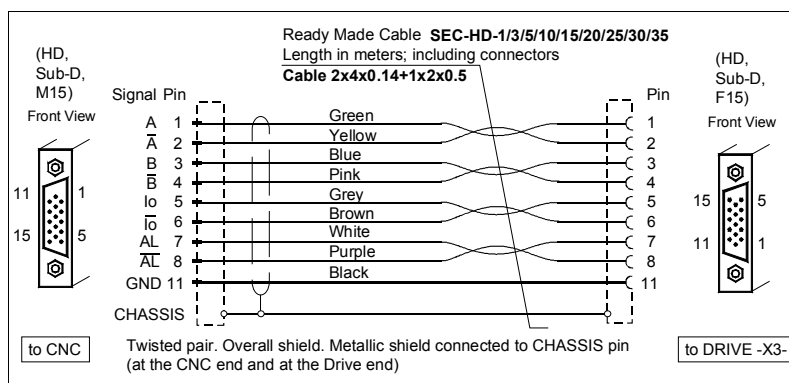 Ready Made Cable SEC-HD-1/3/5/10/15/20/25/30/35
Length in meters; including connectors
Cable 2x4x0.14+1x2x0.5
(HD,
Sub-D,
M15)
Front View
11
1
15
5
to CNC
Signal Pin
A 1
A̅ 2
B 3
B̅ 4
Io 5
I̅o̅ 6
AL 7
A̅L̅ 8
GND 11
CHASSIS
Green
Yellow
Blue
Pink
Grey
Brown
White
Purple
Black
Pin
1
2
3
4
5
6
7
8
11
(HD,
Sub-D,
F15)
Front View
15
5
11
1
to DRIVE -X3-
Twisted pair. Overall shield. Metallic shield connected to CHASSIS pin
(at the CNC end and at the Drive end)